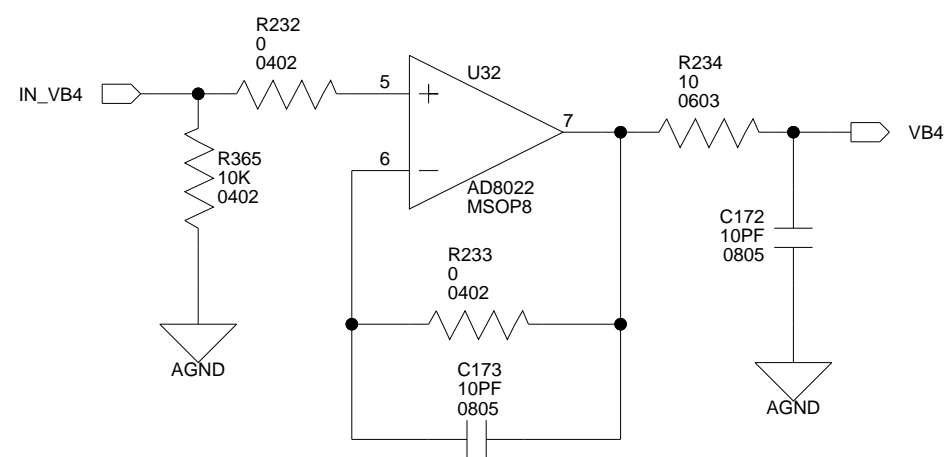 R232
0
0402
IN_VB4
5
U32
7
R234
10
0603
VB4
R365
10K
0402
6
AD8022
MSOP8
C172
10PF
0805
R233
0
0402
AGND
C173
10PF
0805
AGND